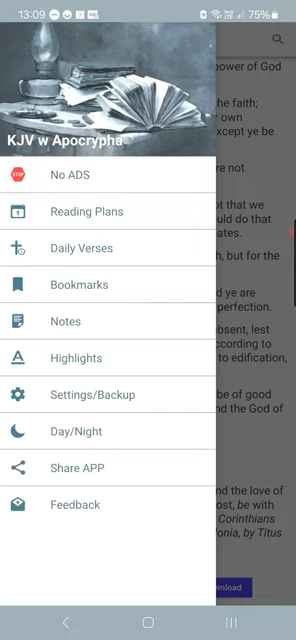 13:09
75%
power of God
KJV w Apocrypha
he faith;
own
except ye be
No ADS
re not
Reading Plans
ot that we
uld do that
ates.
Daily Verses
h, but for the
Bookmarks
d ye are
perfection.
Notes
absent, lest
ccording to
to edification,
Highlights
Settings/Backup
be of good
nd the God of
Day/Night
Share APP
nd the love of
ost, be with
Feedback
Corinthians
onia, by Titus
wnload